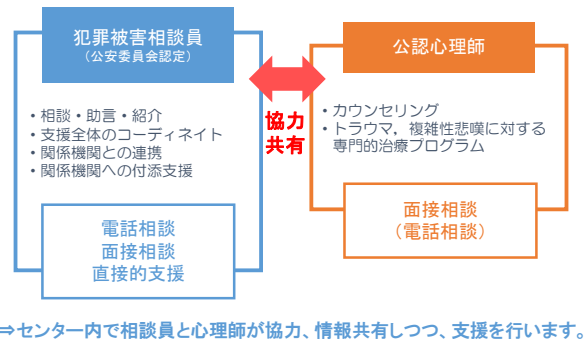 犯罪被害相談員
（公安委員会認定）
・相談・助言・紹介
・支援全体のコーディネイト
・関係機関との連携
・関係機関への付添支援
電話相談
面接相談
直接的支援
協力
共有
公認心理師
・カウンセリング
・トラウマ，複雑性悲嘆に対する
専門的治療プログラム
面接相談
（電話相談）
⇒センター内で相談員と心理師が協力、情報共有しつつ、支援を行います。